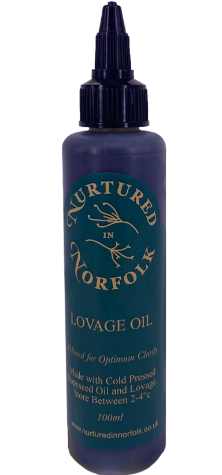 NURTURED
IN
NORFOLK
LOVAGE OIL
Filtered for Optimum Clarity
Made with Cold Pressed
Rapeseed Oil and Lovage.
Store Between 2-4°c
100ml
www.nurturedinnorfolk.co.uk